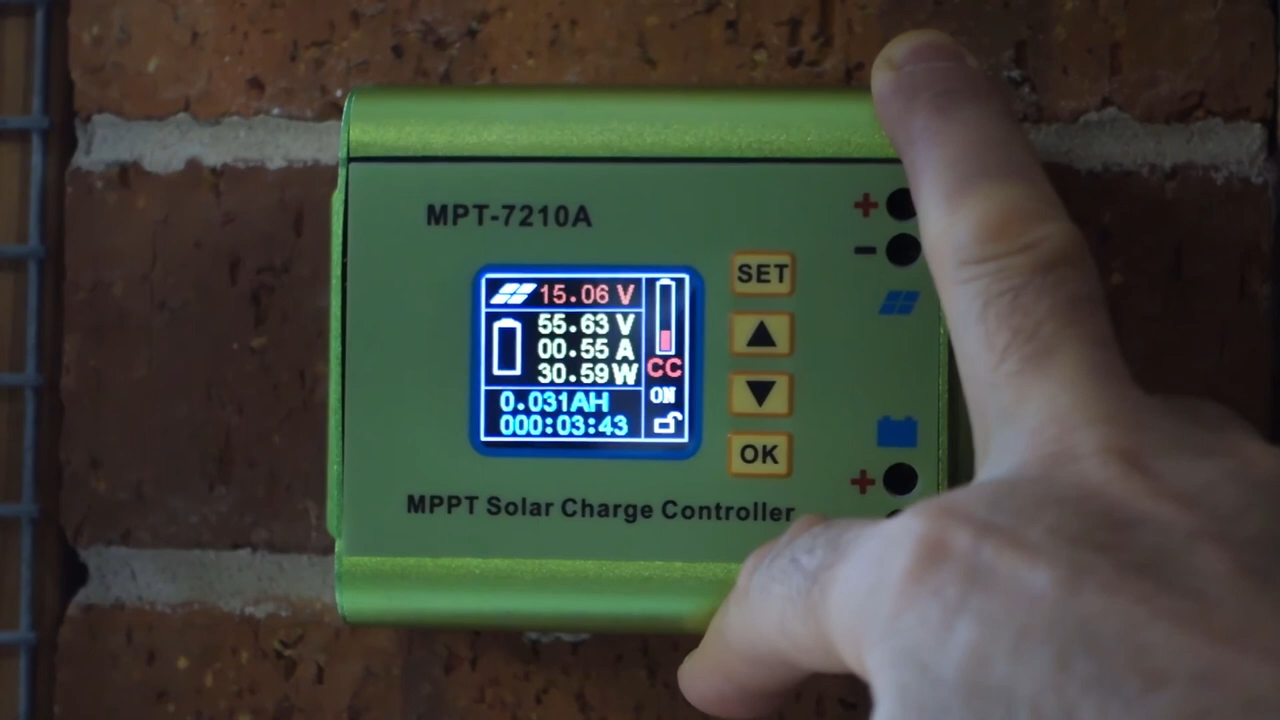 MPT-7210A
15.06 V
55.63 V
00.55 A
30.59 W
CC
0.031AH
ON
000:03:43
SET
▲
▼
OK
+
-
+
MPPT Solar Charge Controller